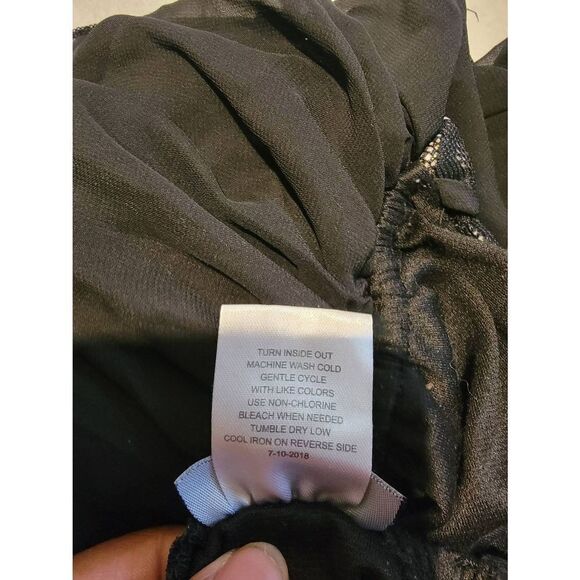 TURN INSIDE OUT
MACHINE WASH COLD
GENTLE CYCLE
WITH LIKE COLORS
USE NON-CHLORINE
BLEACH WHEN NEEDED
TUMBLE DRY LOW
COOL IRON ON REVERSE SIDE
7-10-2018